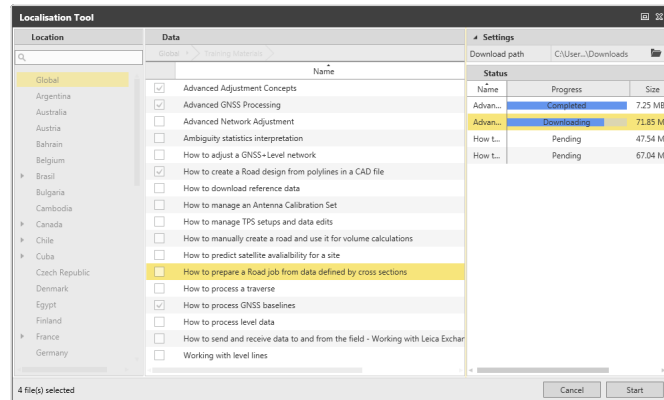 Localisation Tool
Location
Data
Settings
Global
Training Materials
Download path
C:\User...\Downloads
Status
Name
Name
Progress
Size
Global
Argentina
Australia
Austria
Bahrain
Belgium
Brasil
Bulgaria
Cambodia
Canada
Chile
Cuba
Czech Republic
Denmark
Egypt
Finland
France
Germany
Advanced Adjustment Concepts
Advanced GNSS Processing
Advanced Network Adjustment
Ambiguity statistics interpretation
How to adjust a GNSS+Level network
How to create a Road design from polylines in a CAD file
How to download reference data
How to manage an Antenna Calibration Set
How to manage TPS setups and data edits
How to manually create a road and use it for volume calculations
How to predict satellite avalialbility for a site
How to prepare a Road job from data defined by cross sections
How to process a traverse
How to process GNSS baselines
How to process level data
How to send and receive data to and from the field - Working with Leica Exchar
Working with level lines
Advan... Completed 7.25 MB
Advan... Downloading 71.85 M
How t... Pending 47.54 M
How t... Pending 67.04 M
4 file(s) selected
Cancel
Start